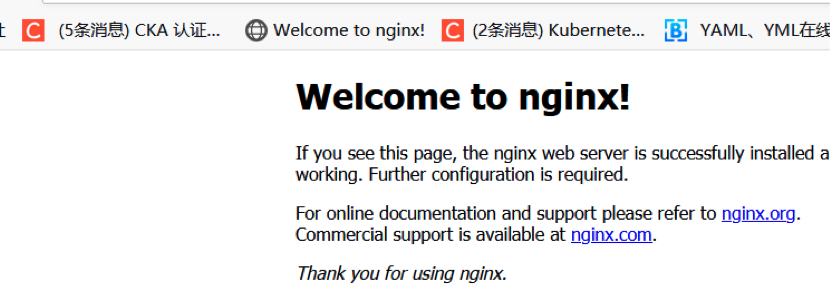 (5条消息) CKA 认证... Welcome to nginx! (2条消息) Kubernete... YAML、YML在线
Welcome to nginx!
If you see this page, the nginx web server is successfully installed a
working. Further configuration is required.
For online documentation and support please refer to nginx.org.
Commercial support is available at nginx.com.
Thank you for using nginx.